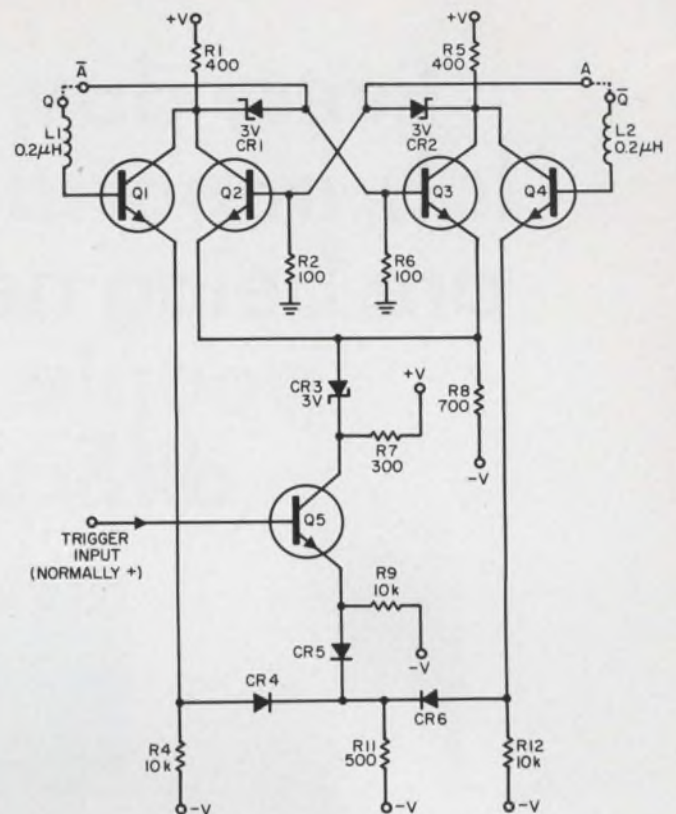 +V
+V
R1
400
R5
400
A̅
A
Q
Q̅
L1
0.2µH
3V
CR1
3V
CR2
L2
0.2µH
Q1
Q2
Q3
Q4
R2
100
R6
100
CR3
3V
+V
R8
700
R7
300
-V
Q5
TRIGGER
INPUT
(NORMALLY +)
R9
10k
-V
CR5
CR4
CR6
R4
10k
R11
500
R12
10k
-V
-V
-V